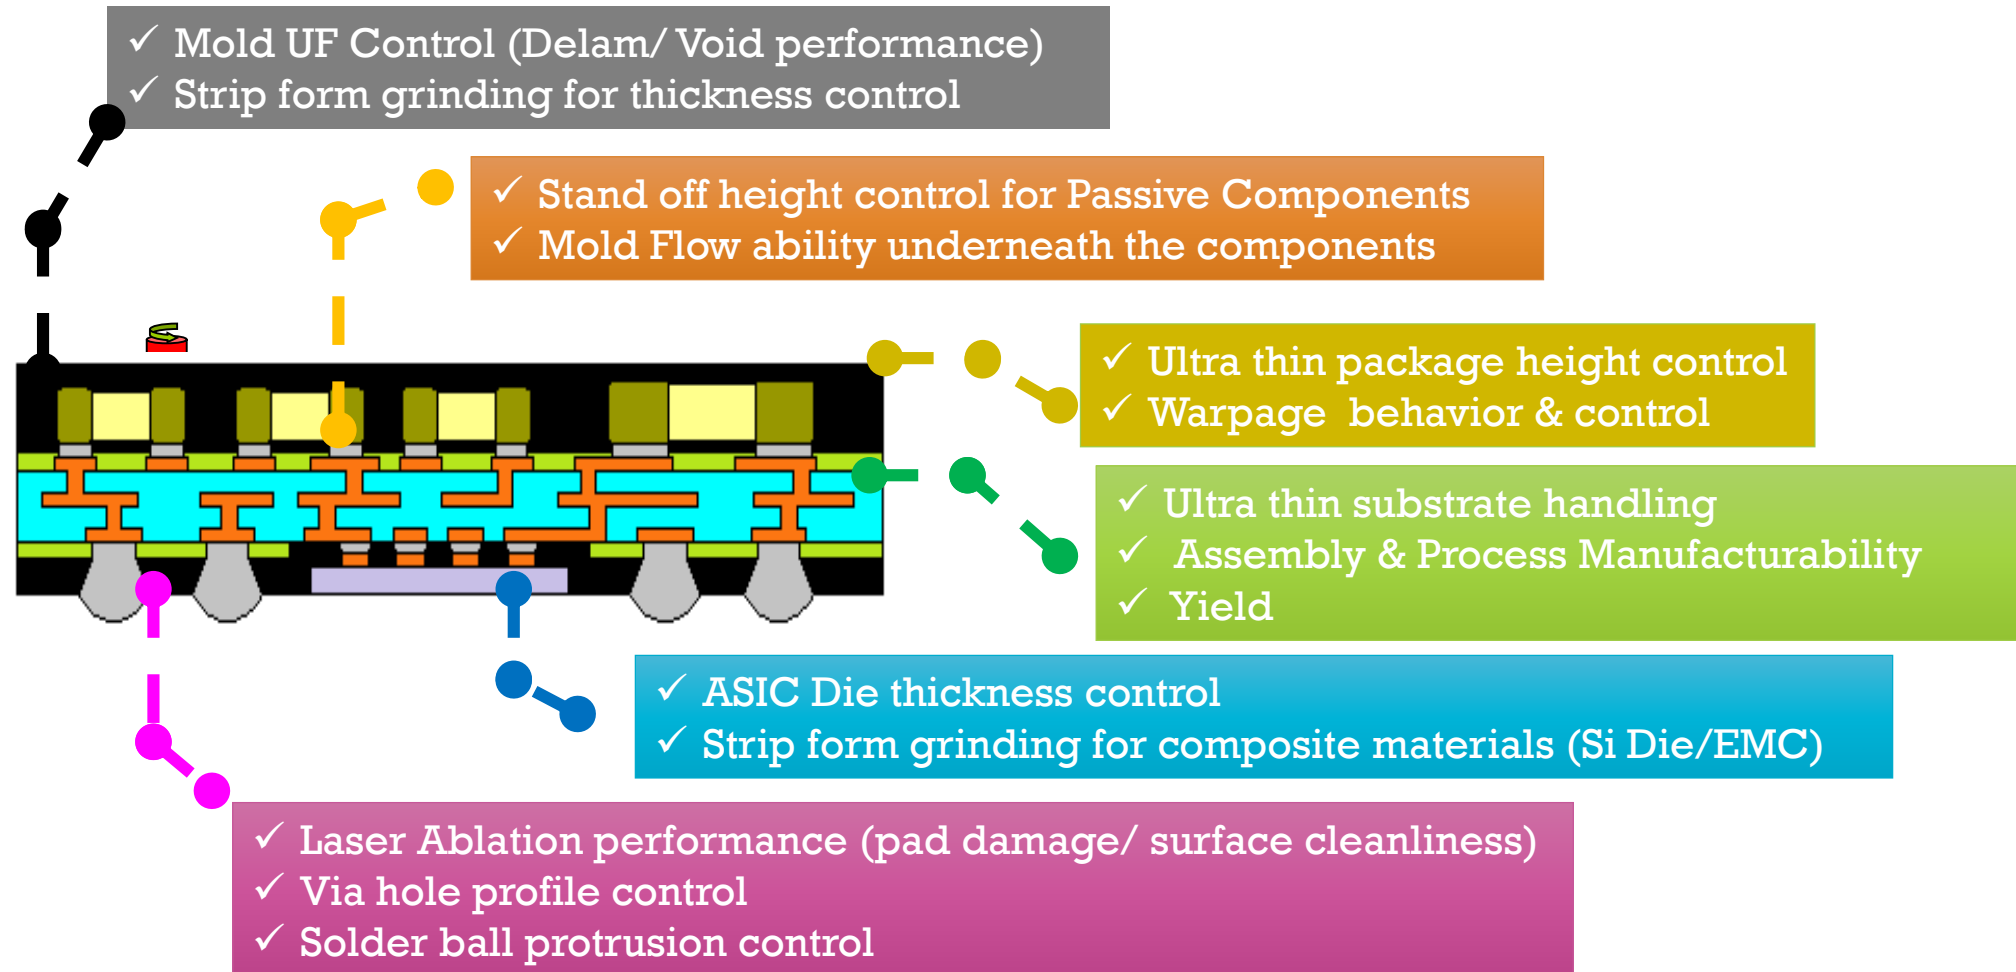 ✓ Mold UF Control (Delam/ Void performance)
✓ Strip form grinding for thickness control
✓ Stand off height control for Passive Components
✓ Mold Flow ability underneath the components
✓ Ultra thin package height control
✓ Warpage  behavior & control
✓ Ultra thin substrate handling
✓ Assembly & Process Manufacturability
✓ Yield
✓ ASIC Die thickness control
✓ Strip form grinding for composite materials (Si Die/EMC)
✓ Laser Ablation performance (pad damage/ surface cleanliness)
✓ Via hole profile control
✓ Solder ball protrusion control